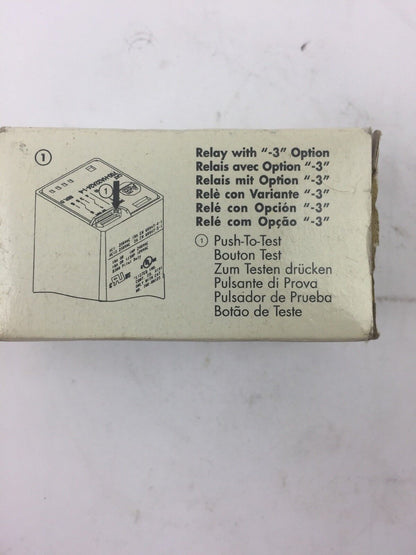 1
Relay with “-3” Option
Relais avec Option “-3”
Relais mit Option “-3”
Relè con Variante “-3”
Relé con Opción “-3”
Relé com Opção “-3”
1 Push-To-Test
Bouton Test
Zum Testen drücken
Pulsante di Prova
Pulsador de Prueba
Botão de Teste
1